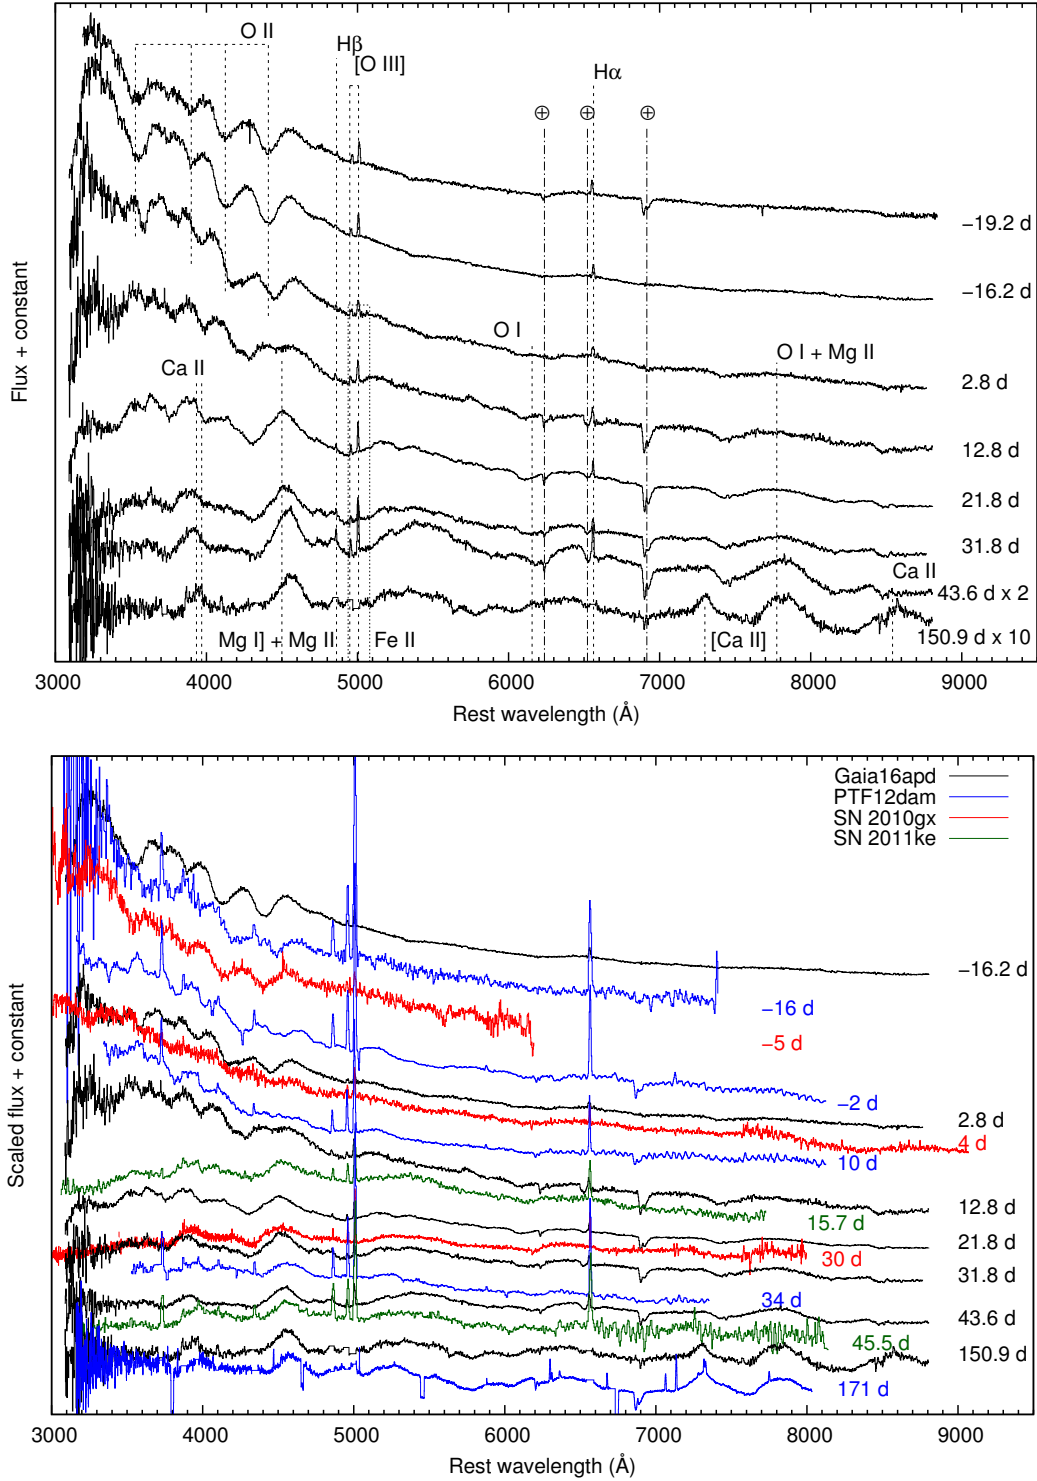 O II
Hβ
[O III]
Hα
⊕ ⊕ ⊕
−19.2 d
−16.2 d
O I
O I + Mg II
Ca II
2.8 d
12.8 d
21.8 d
31.8 d
Ca II
43.6 d x 2
Mg I] + Mg II
Fe II
[Ca II]
150.9 d x 10
Flux + constant
3000 4000 5000 6000 7000 8000 9000
Rest wavelength (Å)
Gaia16apd
PTF12dam
SN 2010gx
SN 2011ke
−16.2 d
−16 d
−5 d
−2 d
2.8 d
4 d
10 d
12.8 d
15.7 d
21.8 d
30 d
31.8 d
34 d
43.6 d
45.5 d
150.9 d
171 d
Scaled flux + constant
3000 4000 5000 6000 7000 8000 9000
Rest wavelength (Å)